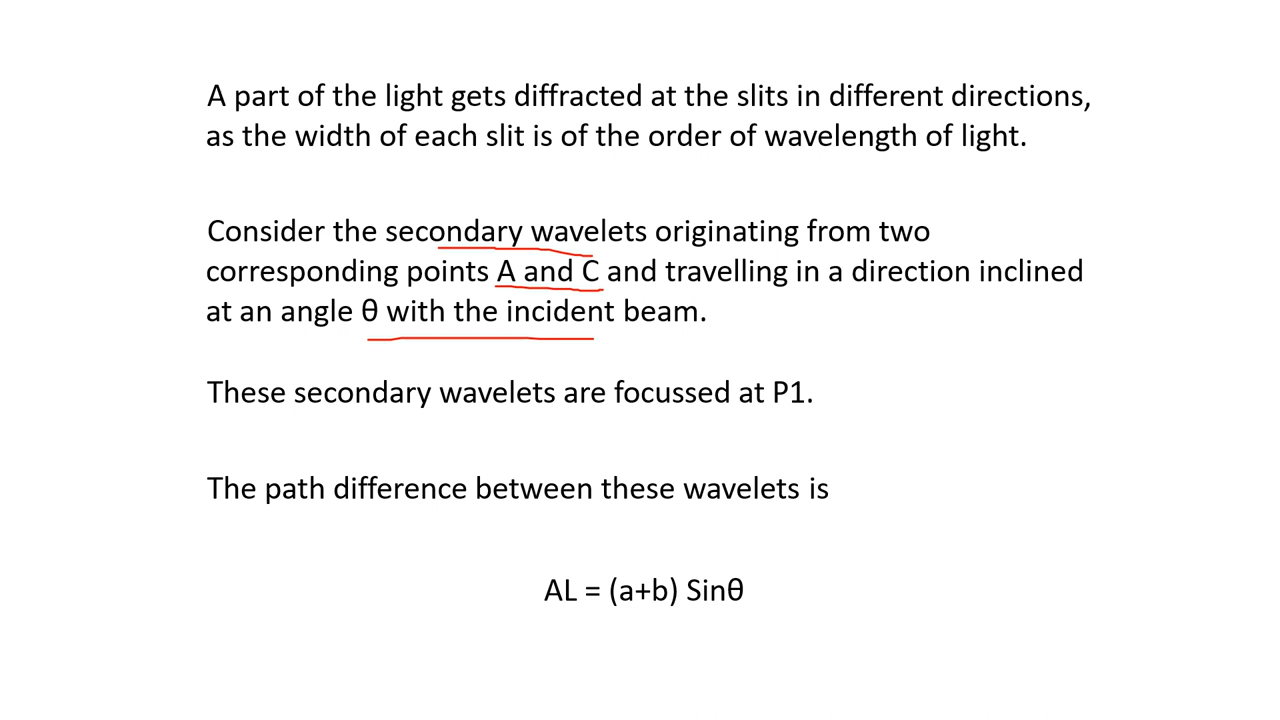 A part of the light gets diffracted at the slits in different directions,
as the width of each slit is of the order of wavelength of light.
Consider the secondary wavelets originating from two
corresponding points A and C and travelling in a direction inclined
at an angle θ with the incident beam.
These secondary wavelets are focussed at P1.
The path difference between these wavelets is
AL = (a+b) Sinθ